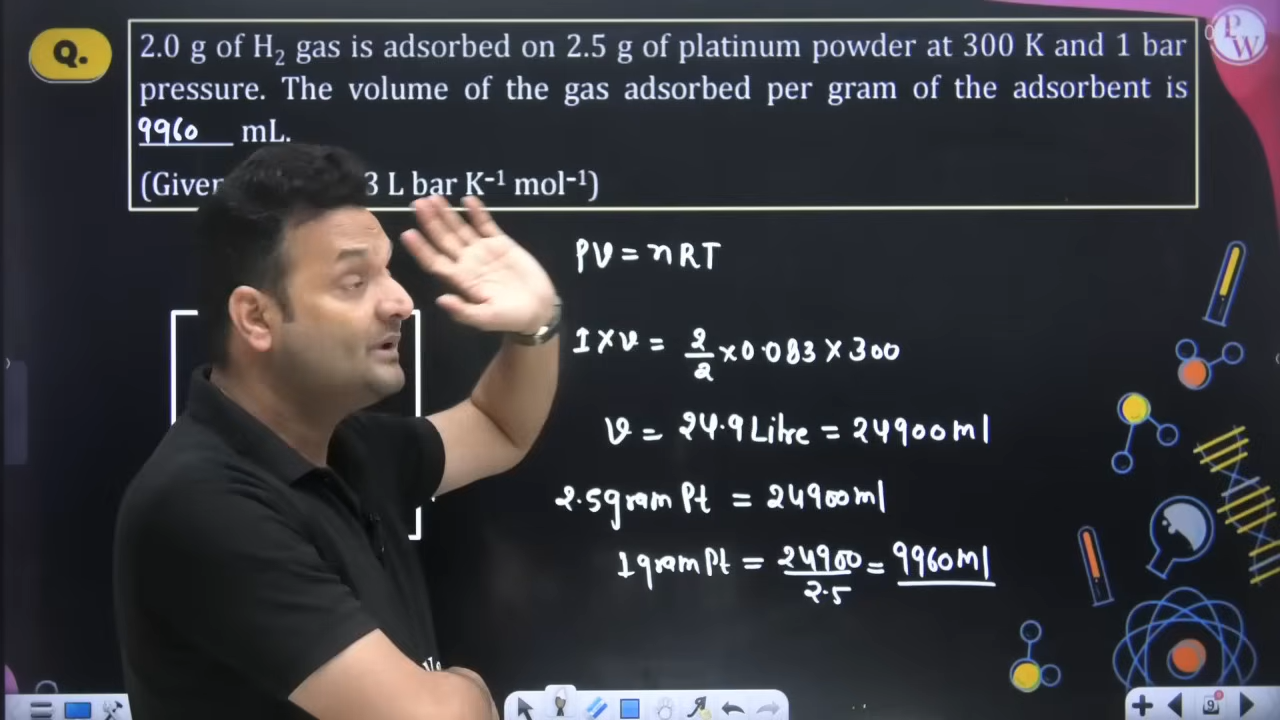 Q.
2.0 g of H₂ gas is adsorbed on 2.5 g of platinum powder at 300 K and 1 bar
pressure. The volume of the gas adsorbed per gram of the adsorbent is
9960 mL.
(Given 3 L bar K⁻¹ mol⁻¹)
PW
PV = nRT
1 × V = 2/2 × 0.083 × 300
V = 24.9 Litre = 24900 ml
2.5 gram Pt = 24900 ml
1 gram Pt = 24900/2.5 = 9960 ml
9